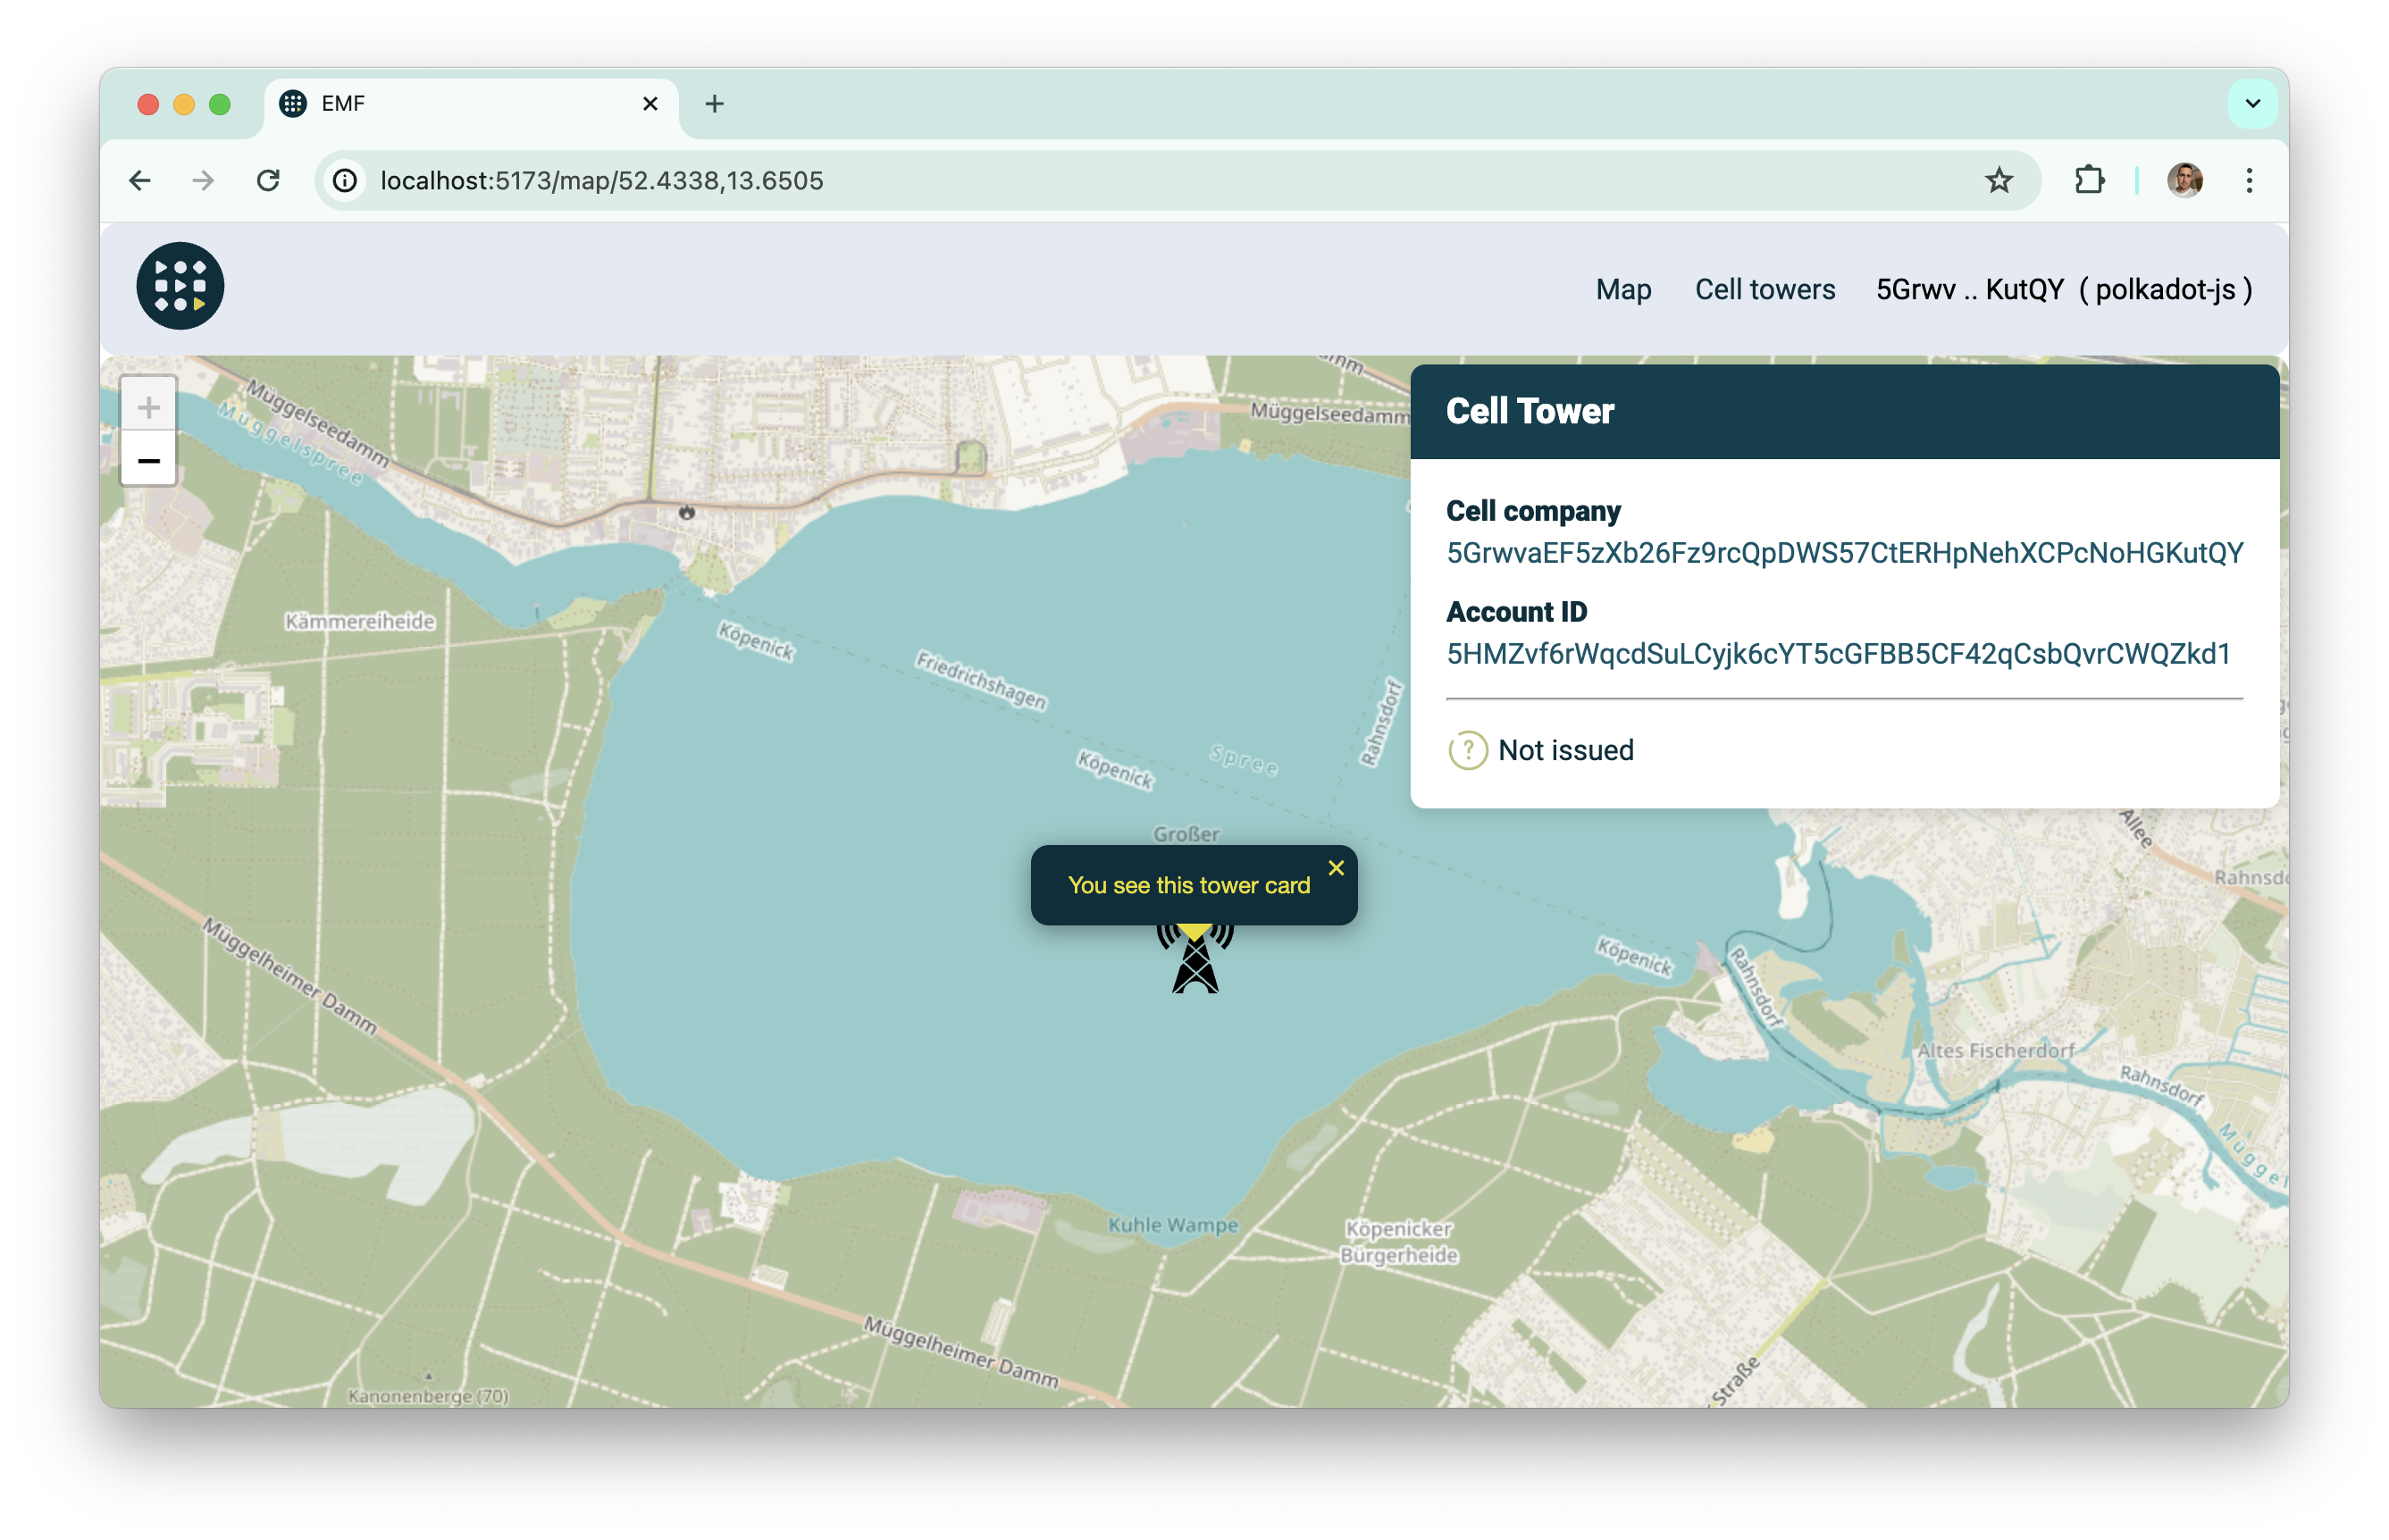 EMF
localhost:5173/map/52.4338,13.6505
Map
Cell towers
5Grwv .. KutQY ( polkadot-js )
+
−
Müggelseedamm
Müggelspree
Müggelseedamm
Cell Tower
Cell company
5GrwvaEF5zXb26Fz9rcQpDWS57CtERHpNehXCPcNoHGKutQY
Account ID
5HMZvf6rWqcdSuLCyjk6cYT5cGFBB5CF42qCsbQvrCWQZkd1
? Not issued
Kämmereiheide
Köpenick
Friedrichshagen
Rahnsdorf
Köpenick
Spree
Großer
You see this tower card
Allee
Köpenick
Rahnsdorf
Müggelheimer Damm
Altes Fischerdorf
Rahnsdorf
Kuhle Wampe
Köpenicker
Bürgerheide
Müggelheimer Damm
Straße
Kanonenberge (70)